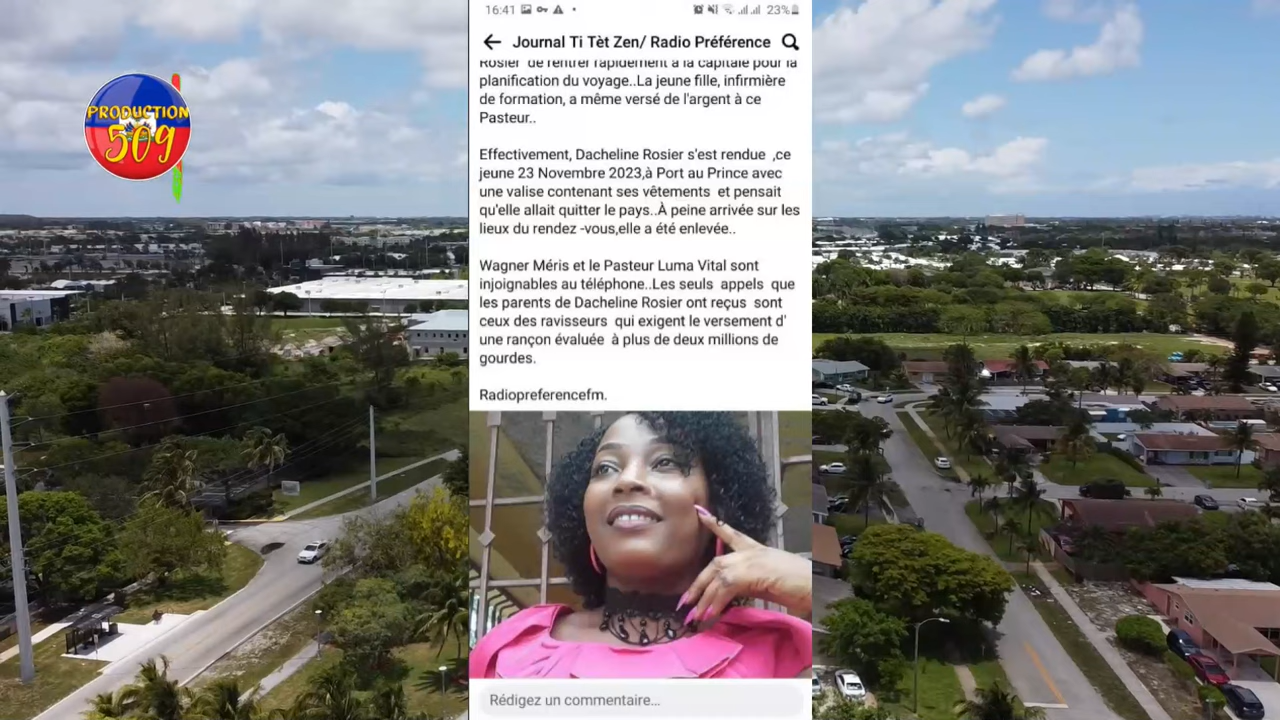 16:41
23%
Journal Ti Tèt Zen/ Radio Préférence
Rosier de rentrer rapidement à la capitale pour la
planification du voyage..La jeune fille, infirmière
de formation, a même versé de l'argent à ce
Pasteur..
Effectivement, Dacheline Rosier s'est rendue ,ce
jeune 23 Novembre 2023,à Port au Prince avec
une valise contenant ses vêtements et pensait
qu'elle allait quitter le pays..À peine arrivée sur les
lieux du rendez -vous,elle a été enlevée..
Wagner Méris et le Pasteur Luma Vital sont
injoignables au téléphone..Les seuls appels que
les parents de Dacheline Rosier ont reçus sont
ceux des ravisseurs qui exigent le versement d'
une rançon évaluée à plus de deux millions de
gourdes.
Radiopreferencefm.
Rédigez un commentaire...
PRODUCTION
509